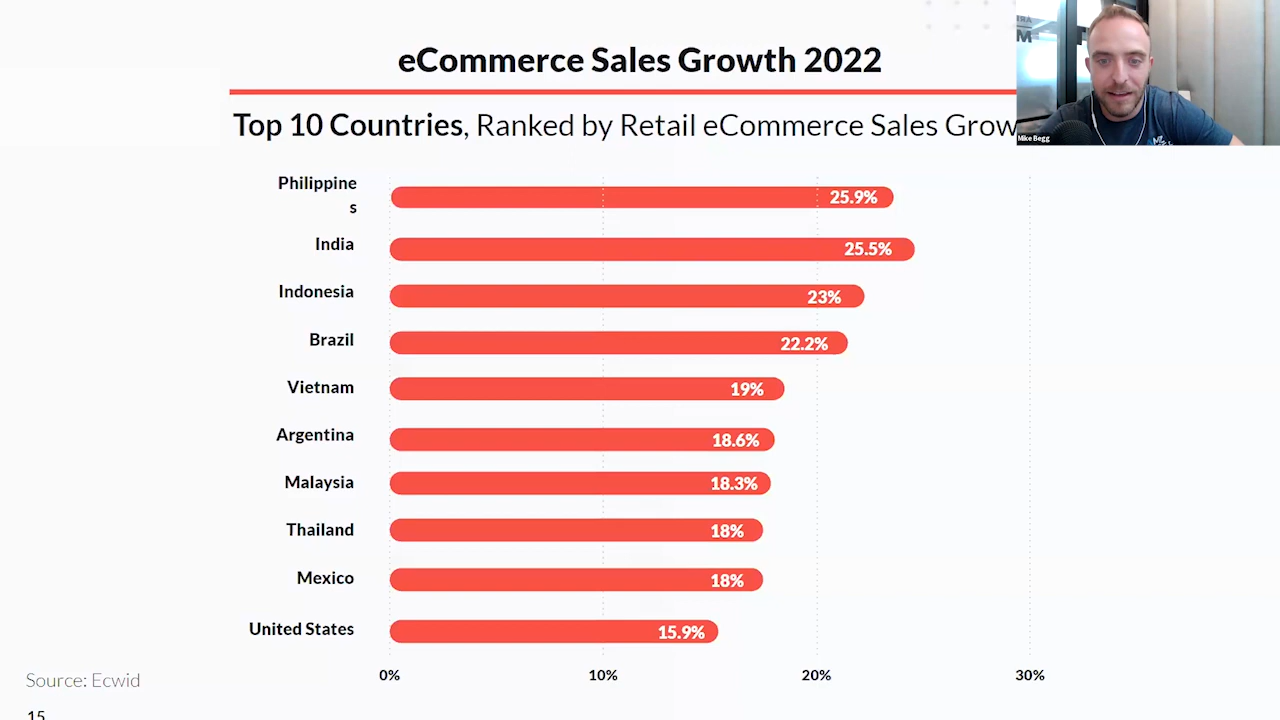 eCommerce Sales Growth 2022
Top 10 Countries, Ranked by Retail eCommerce Sales Grow
Mike Begg
Philippine
s
25.9%
India
25.5%
Indonesia
23%
Brazil
22.2%
Vietnam
19%
Argentina
18.6%
Malaysia
18.3%
Thailand
18%
Mexico
18%
United States
15.9%
0% 10% 20% 30%
Source: Ecwid
15